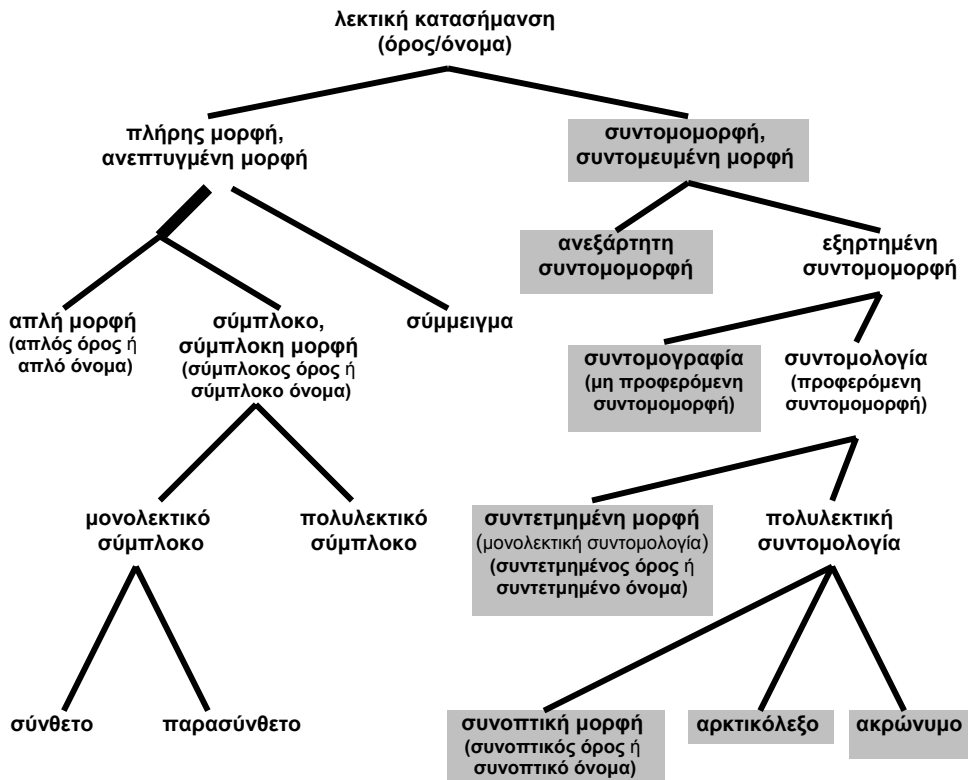 λεκτική κατασήμανση
(όρος/όνομα)
πλήρης μορφή,
ανεπτυγμένη μορφή
συντομομορφή,
συντομευμένη μορφή
ανεξάρτητη
συντομομορφή
εξηρτημένη
συντομομορφή
απλή μορφή
(απλός όρος ή
απλό όνομα)
σύμπλοκο,
σύμπλοκη μορφή
(σύμπλοκος όρος ή
σύμπλοκο όνομα)
σύμμειγμα
συντομογραφία
(μη προφερόμενη
συντομομορφή)
συντομολογία
(προφερόμενη
συντομομορφή)
μονολεκτικό
σύμπλοκο
πολυλεκτικό
σύμπλοκο
συντετμημένη μορφή
(μονολεκτική συντομολογία)
(συντετμημένος όρος ή
συντετμημένο όνομα)
πολυλεκτική
συντομολογία
σύνθετο
παρασύνθετο
συνοπτική μορφή
(συνοπτικός όρος ή
συνοπτικό όνομα)
αρκτικόλεξο
ακρώνυμο